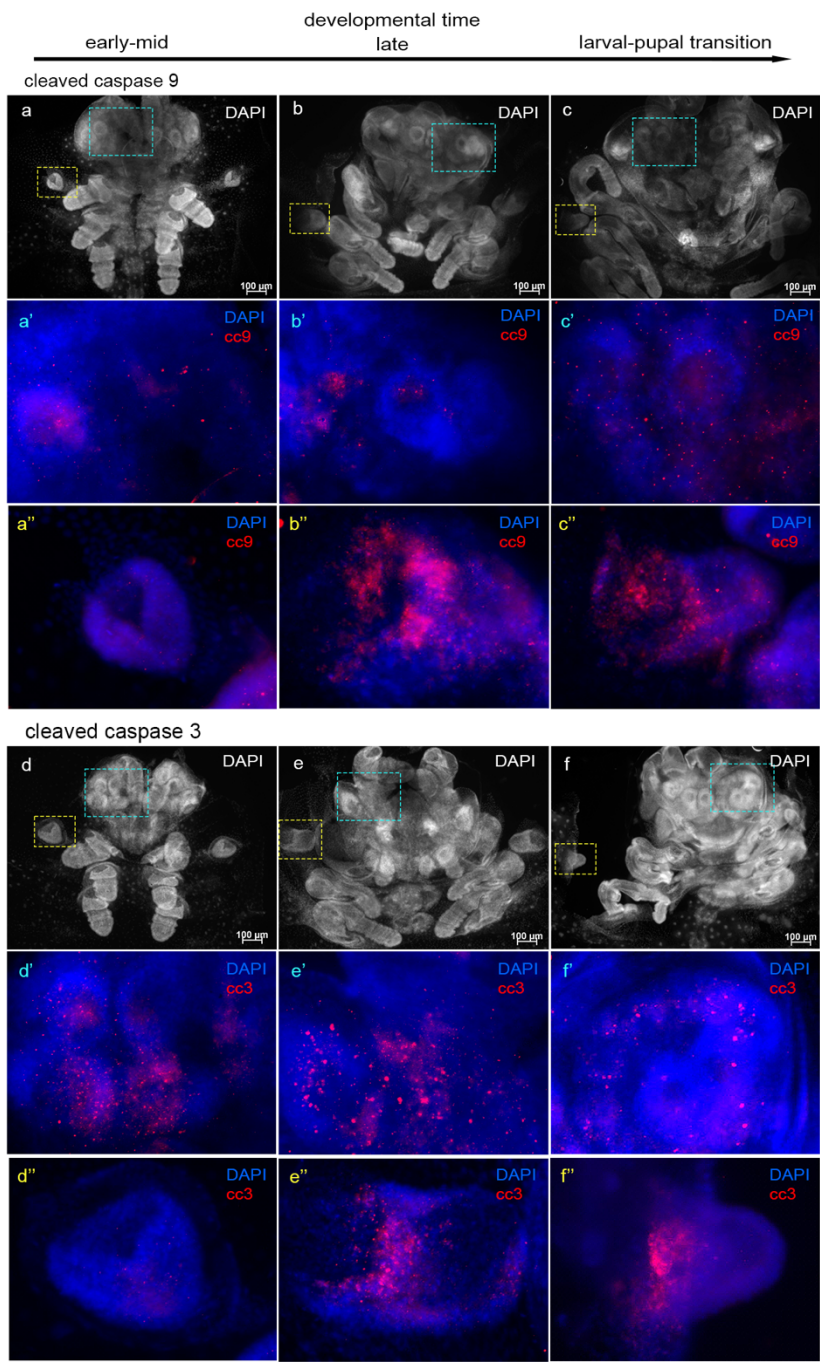 developmental time
early-mid
late
larval-pupal transition
cleaved caspase 9
a
DAPI
b
DAPI
c
DAPI
100 µm
100 µm
100 µm
a'
DAPI
cc9
b'
DAPI
cc9
c'
DAPI
cc9
a''
DAPI
cc9
b''
DAPI
cc9
c''
DAPI
cc9
cleaved caspase 3
d
DAPI
e
DAPI
f
DAPI
100 µm
100 µm
100 µm
d'
DAPI
cc3
e'
DAPI
cc3
f'
DAPI
cc3
d''
DAPI
cc3
e''
DAPI
cc3
f''
DAPI
cc3